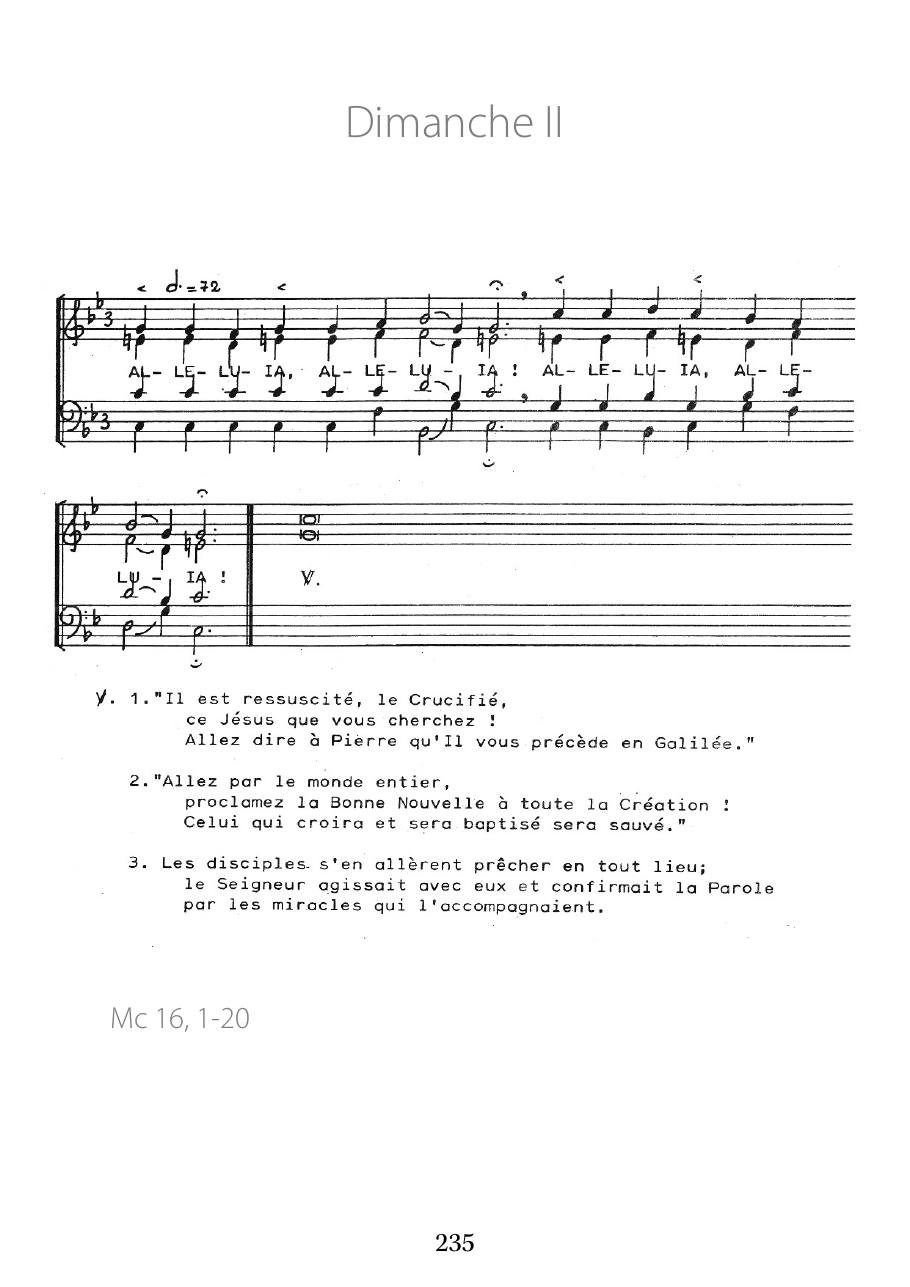 Dimanche II
< 𝅗𝅥. = 72 < < <
3
AL- LE- LU- IA, AL- LE- LU - IA ! AL- LE- LU- IA, AL- LE-
3
LU - IA ! ℣.
℣. 1."Il est ressuscité, le Crucifié,
ce Jésus que vous cherchez !
Allez dire à Pierre qu'Il vous précède en Galilée."
2."Allez par le monde entier,
proclamez la Bonne Nouvelle à toute la Création !
Celui qui croira et sera baptisé sera sauvé."
3. Les disciples s'en allèrent prêcher en tout lieu;
le Seigneur agissait avec eux et confirmait la Parole
par les miracles qui l'accompagnaient.
Mc 16, 1-20
235